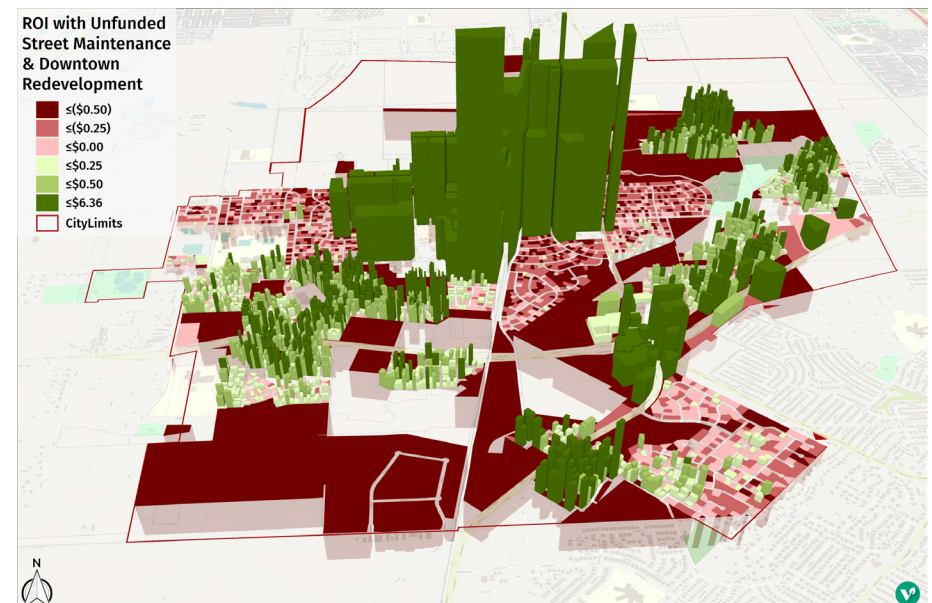 ROI with Unfunded
Street Maintenance
& Downtown
Redevelopment
≤($0.50)
≤($0.25)
≤$0.00
≤$0.25
≤$0.50
≤$6.36
CityLimits
N